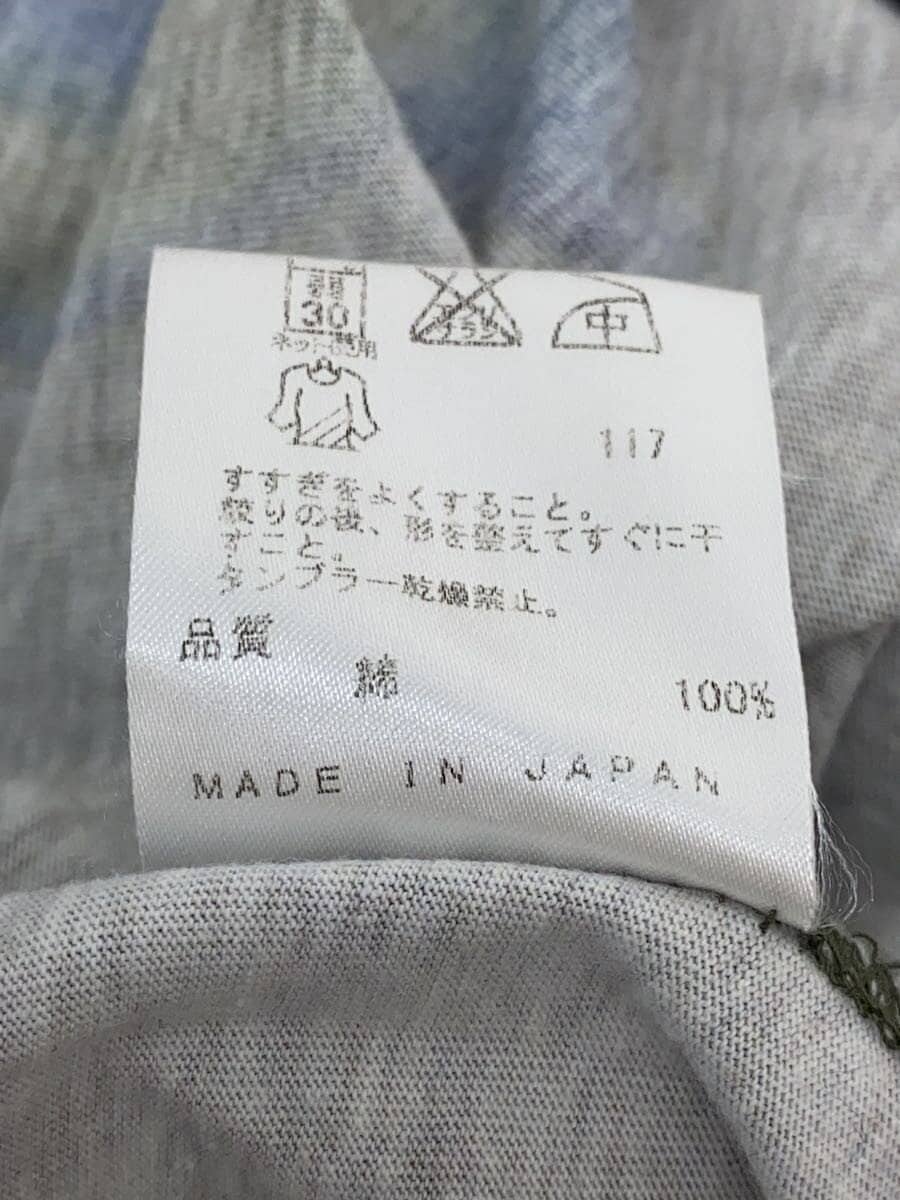 30
中
ネット使用
117
すすぎをよくすること。
絞りの後、形を整えてすぐに干
すこと。
タンブラー乾燥禁止。
品質
綿 100%
MADE IN JAPAN